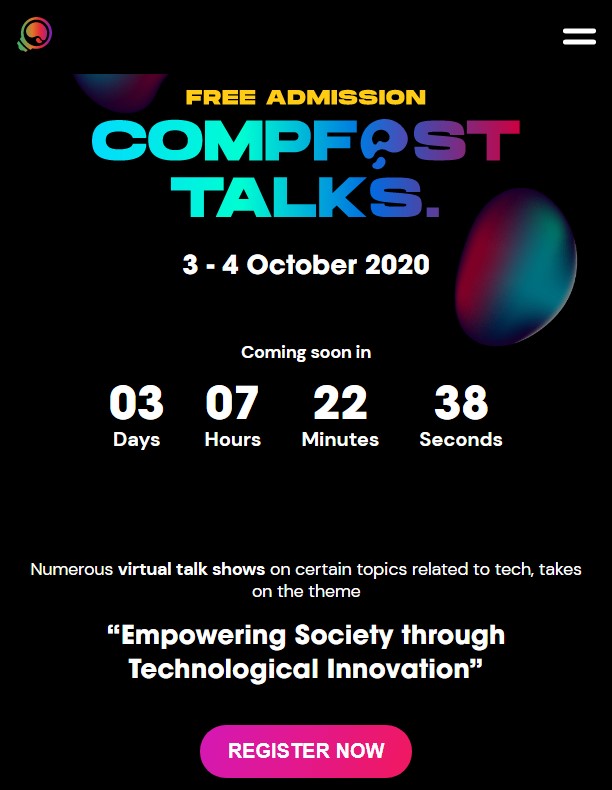 FREE ADMISSION
COMPFEST
TALKS.
3 - 4 October 2020
Coming soon in
03 07 22 38
Days Hours Minutes Seconds
Numerous virtual talk shows on certain topics related to tech, takes
on the theme
“Empowering Society through
Technological Innovation”
REGISTER NOW